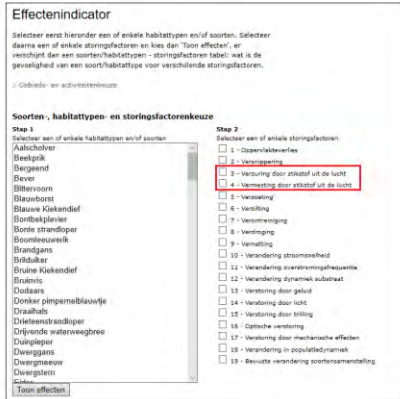 Effectenindicator
Selecteer eerst hieronder een of enkele habitattypen en/of soorten. Selecteer
daarna een of enkele storingsfactoren en kies dan 'Toon effecten', er
verschijnt dan een soorten/habitattypen - storingsfactoren tabel: wat is de
gevoeligheid van een soort/habitattype voor verschillende storingsfactoren.
> Gebieds- en activiteitenkeuze
Soorten-, habitattypen- en storingsfactorenkeuze
Stap 1
Selecteer een of enkele habitattypen en/of soorten
Aalscholver
Beekprik
Bergeend
Bever
Bittervoorn
Blauwborst
Blauwe Kiekendief
Bontbekplevier
Bonte strandloper
Boomleeuwerik
Brandgans
Brilduiker
Bruine Kiekendief
Bruinvis
Dodaars
Donker pimpernelblauwtje
Draaihals
Drieteenstrandloper
Drijvende waterweegbree
Duinpieper
Dwerggans
Dwergmeeuw
Dwergstern
Eider
Toon effecten
Stap 2
Selecteer een of enkele storingsfactoren
1 - Oppervlakteverlies
2 - Versnippering
3 - Verzuring door stikstof uit de lucht
4 - Vermesting door stikstof uit de lucht
5 - Verzoeting
6 - Verzilting
7 - Verontreiniging
8 - Verdroging
9 - Vernatting
10 - Verandering stroomsnelheid
11 - Verandering overstromingsfrequentie
12 - Verandering dynamiek substraat
13 - Verstoring door geluid
14 - Verstoring door licht
15 - Verstoring door trilling
16 - Optische verstoring
17 - Verstoring door mechanische effecten
18 - Verandering in populatiedynamiek
19 - Bewuste verandering soortensamenstelling